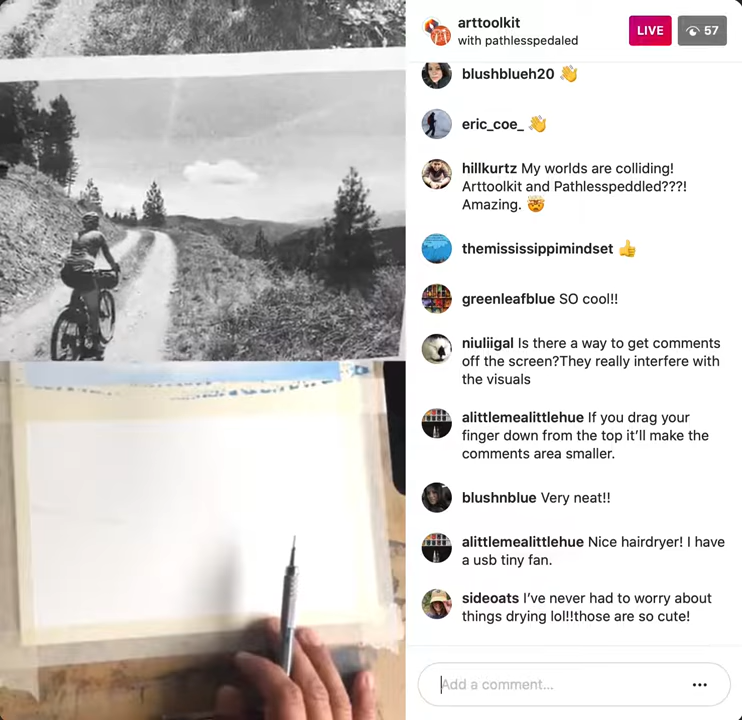 arttoolkit
with pathlesspedaled
LIVE
57
blushblueh20 👋
eric_coe_ 👋
hillkurtz My worlds are colliding!
Arttoolkit and Pathlesspeddled???!
Amazing. 🤯
themississippimindset 👍
greenleafblue SO cool!!
niuliigal Is there a way to get comments
off the screen?They really interfere with
the visuals
alittlemealittlehue If you drag your
finger down from the top it’ll make the
comments area smaller.
blushnblue Very neat!!
alittlemealittlehue Nice hairdryer! I have
a usb tiny fan.
sideoats I’ve never had to worry about
things drying lol!!those are so cute!
Add a comment...